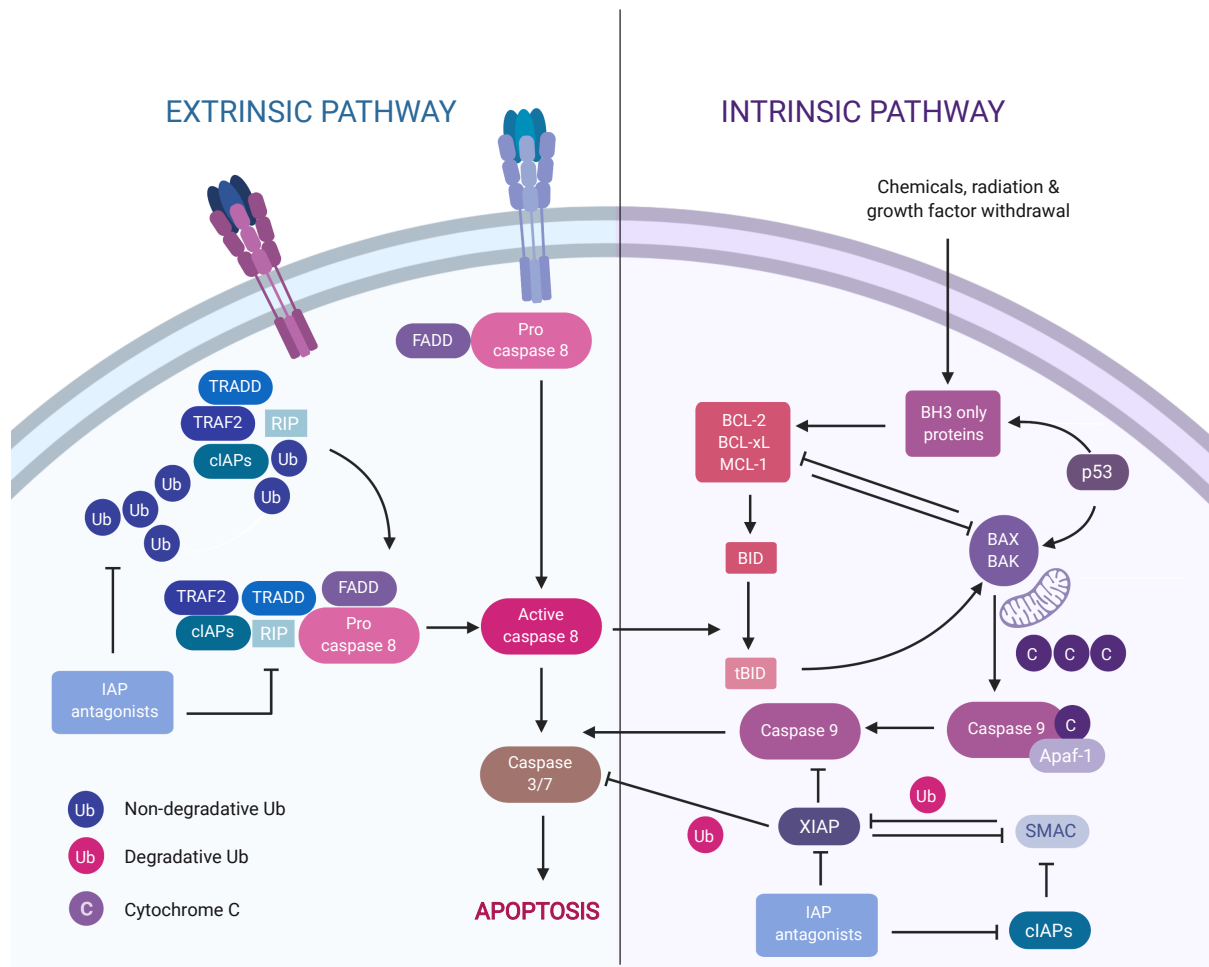 EXTRINSIC PATHWAY
INTRINSIC PATHWAY
Chemicals, radiation &
growth factor withdrawal
FADD
Pro
caspase 8
TRADD
TRAF2
RIP
cIAPs
Ub
Ub
Ub
Ub
Ub
Ub
TRAF2
TRADD
FADD
cIAPs
RIP
Pro
caspase 8
IAP
antagonists
Active
caspase 8
Caspase
3/7
APOPTOSIS
Ub
Non-degradative Ub
Ub
Degradative Ub
C
Cytochrome C
BCL-2
BCL-xL
MCL-1
BH3 only
proteins
p53
BID
BAX
BAK
tBID
C
C
C
Caspase 9
Caspase 9
C
Apaf-1
Ub
Ub
XIAP
SMAC
IAP
antagonists
cIAPs